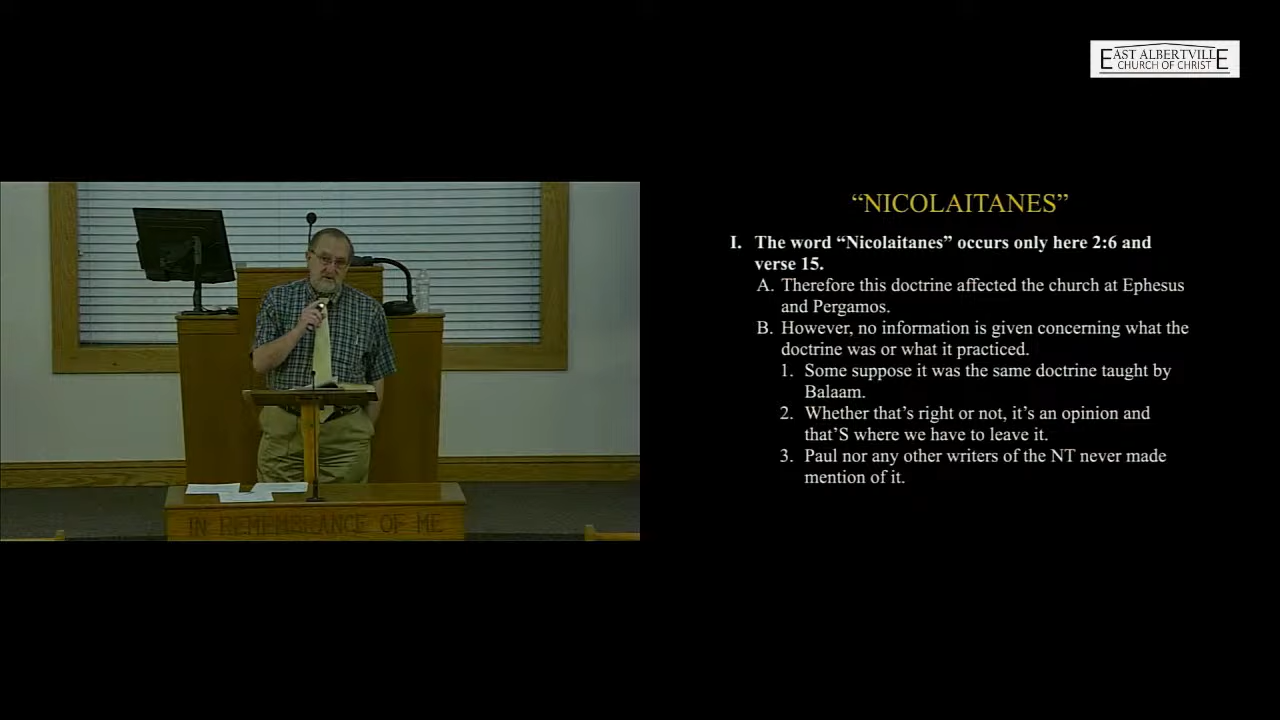 EAST ALBERTVILLE
CHURCH OF CHRIST
“NICOLAITANES”
I. The word “Nicolaitanes” occurs only here 2:6 and
verse 15.
A. Therefore this doctrine affected the church at Ephesus
and Pergamos.
B. However, no information is given concerning what the
doctrine was or what it practiced.
1. Some suppose it was the same doctrine taught by
Balaam.
2. Whether that’s right or not, it’s an opinion and
that’S where we have to leave it.
3. Paul nor any other writers of the NT never made
mention of it.
IN REMEMBRANCE OF ME